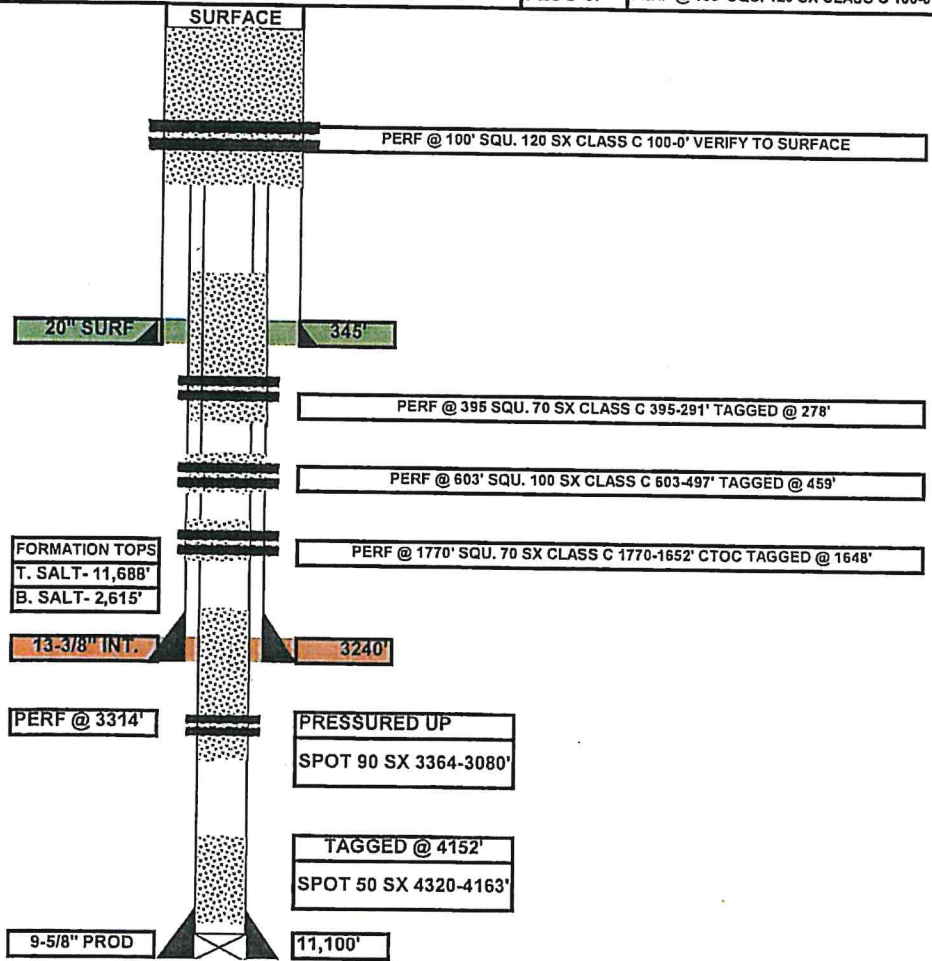 SURFACE
PERF @ 100' SQU. 120 SX CLASS C 100-0' VERIFY TO SURFACE
20" SURF 345'
PERF @ 395 SQU. 70 SX CLASS C 395-291' TAGGED @ 278'
PERF @ 603' SQU. 100 SX CLASS C 603-497' TAGGED @ 459'
PERF @ 1770' SQU. 70 SX CLASS C 1770-1652' CTOC TAGGED @ 1648'
FORMATION TOPS
T. SALT- 11,688'
B. SALT- 2,615'
13-3/8" INT. 3240'
PERF @ 3314'
PRESSURED UP
SPOT 90 SX 3364-3080'
TAGGED @ 4152'
SPOT 50 SX 4320-4163'
9-5/8" PROD 11,100'